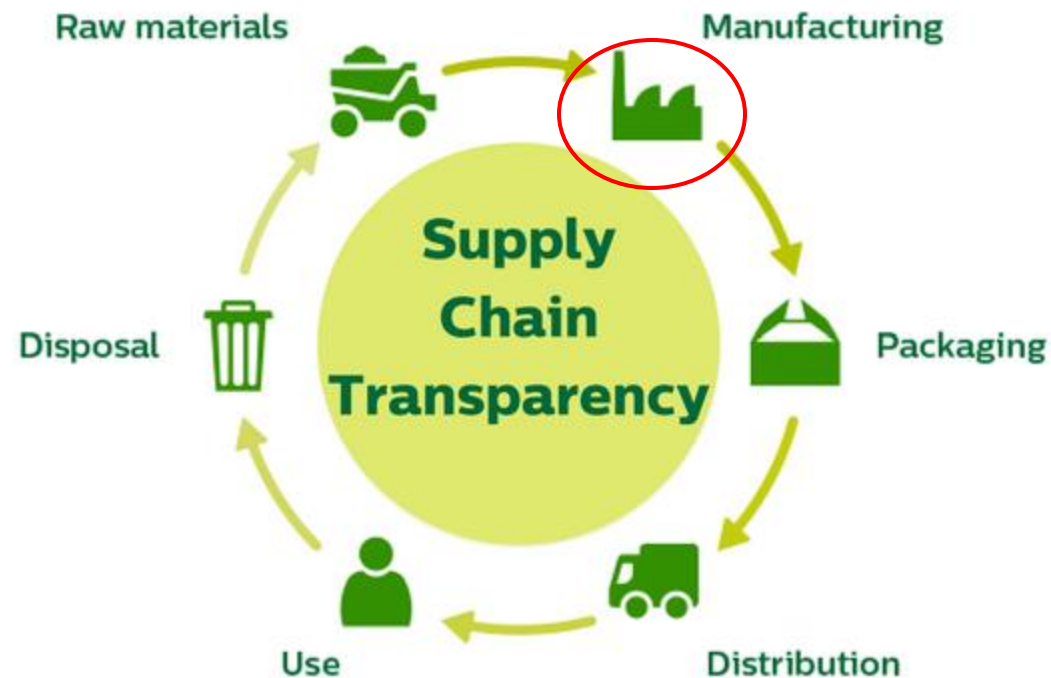 Raw materials
Manufacturing
Supply
Chain
Transparency
Disposal
Packaging
Use
Distribution